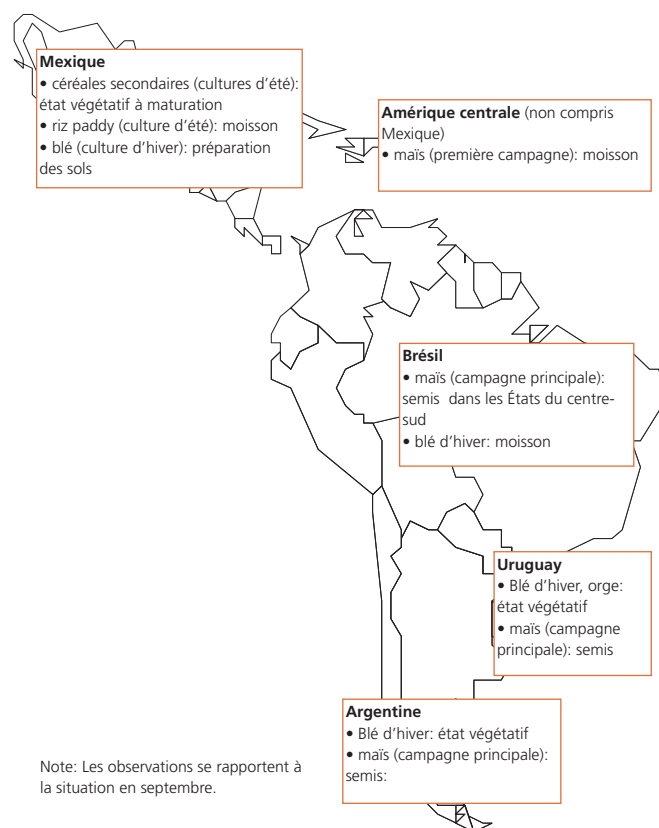 Mexique
• céréales secondaires (cultures d’été):
état végétatif à maturation
• riz paddy (culture d’été): moisson
• blé (culture d’hiver): préparation
des sols
Amérique centrale (non compris
Mexique)
• maïs (première campagne): moisson
Brésil
• maïs (campagne principale):
semis dans les États du centre-
sud
• blé d’hiver: moisson
Uruguay
• Blé d’hiver, orge:
état végétatif
• maïs (campagne
principale): semis
Argentine
• Blé d’hiver: état végétatif
• maïs (campagne principale):
semis:
Note: Les observations se rapportent à
la situation en septembre.